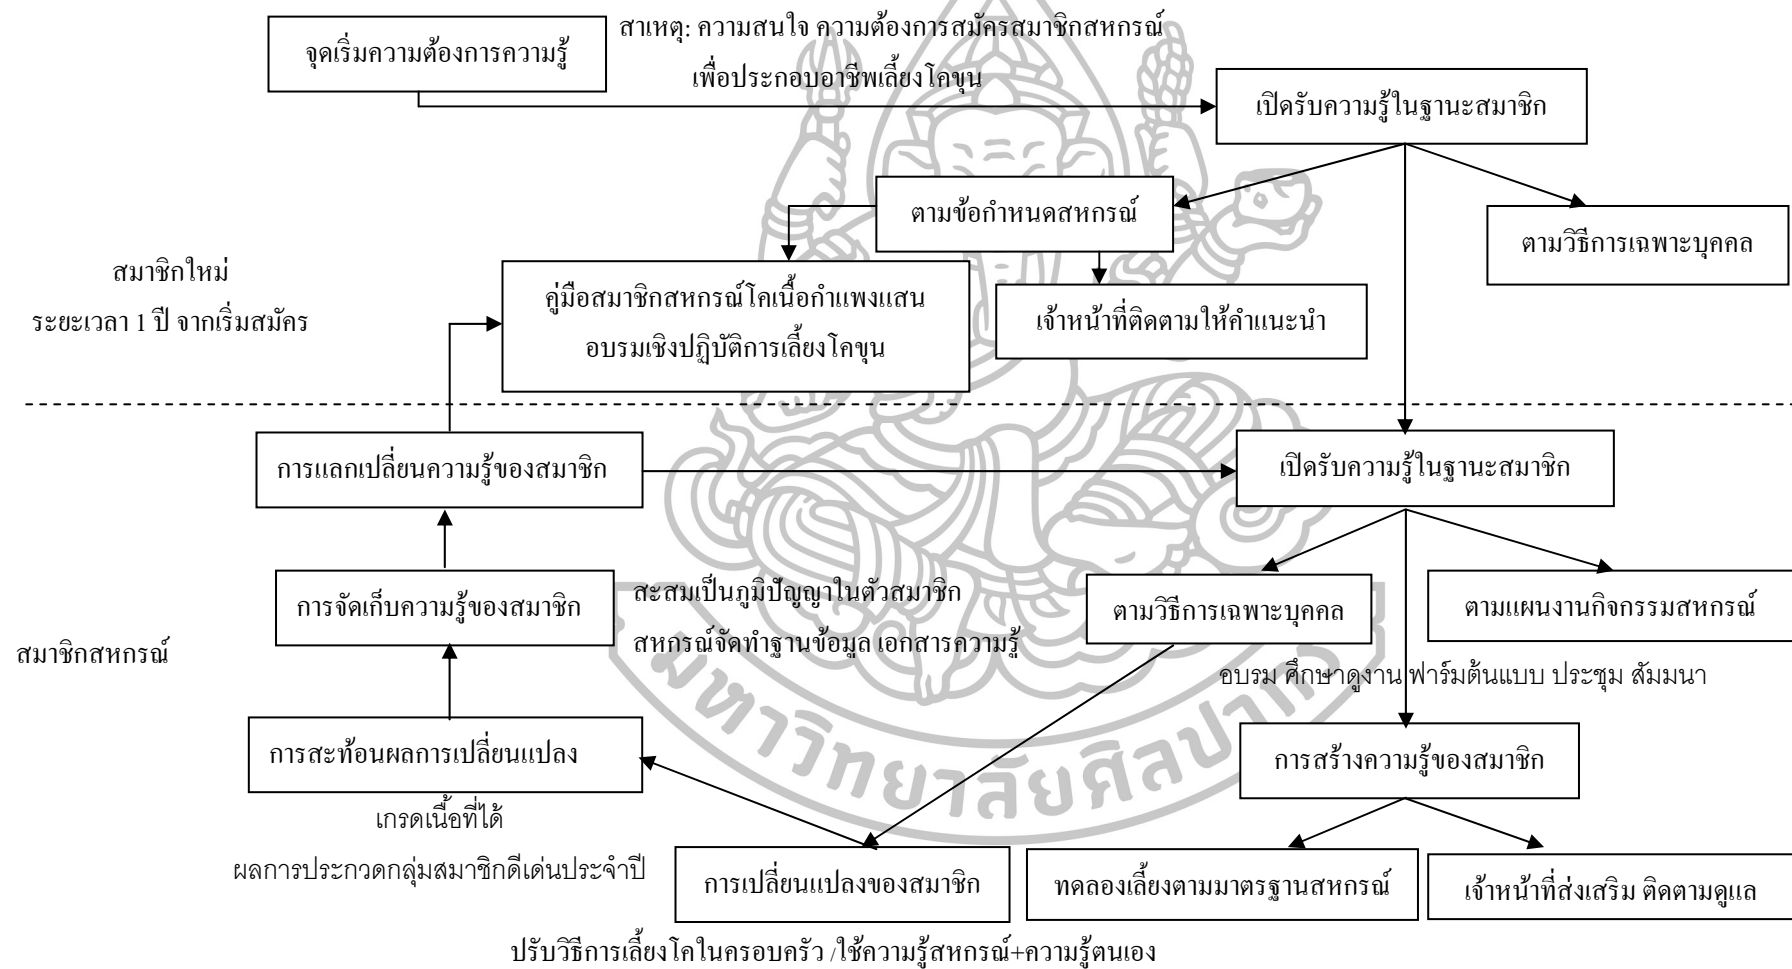 จุดเริ่มความต้องการความรู้
สาเหตุ: ความสนใจ ความต้องการสมัครสมาชิกสหกรณ์
เพื่อประกอบอาชีพเลี้ยงโคขุน
เปิดรับความรู้ในฐานะสมาชิก
ตามข้อกำหนดสหกรณ์
ตามวิธีการเฉพาะบุคคล
สมาชิกใหม่
ระยะเวลา 1 ปี จากเริ่มสมัคร
คู่มือสมาชิกสหกรณ์โคเนื้อกำแพงแสน
อบรมเชิงปฏิบัติการเลี้ยงโคขุน
เจ้าหน้าที่ติดตามให้คำแนะนำ
การแลกเปลี่ยนความรู้ของสมาชิก
เปิดรับความรู้ในฐานะสมาชิก
การจัดเก็บความรู้ของสมาชิก
สะสมเป็นภูมิปัญญาในตัวสมาชิก
สหกรณ์จัดทำฐานข้อมูล เอกสารความรู้
ตามวิธีการเฉพาะบุคคล
ตามแผนงานกิจกรรมสหกรณ์
สมาชิกสหกรณ์
อบรม ศึกษาดูงาน ฟาร์มต้นแบบ ประชุม สัมมนา
การสะท้อนผลการเปลี่ยนแปลง
การสร้างความรู้ของสมาชิก
เกรดเนื้อที่ได้
ผลการประกวดกลุ่มสมาชิกดีเด่นประจำปี
การเปลี่ยนแปลงของสมาชิก
ทดลองเลี้ยงตามมาตรฐานสหกรณ์
เจ้าหน้าที่ส่งเสริม ติดตามดูแล
ปรับวิธีการเลี้ยงโคในครอบครัว /ใช้ความรู้สหกรณ์+ความรู้ตนเอง
มหาวิทยาลัยศิลปากร